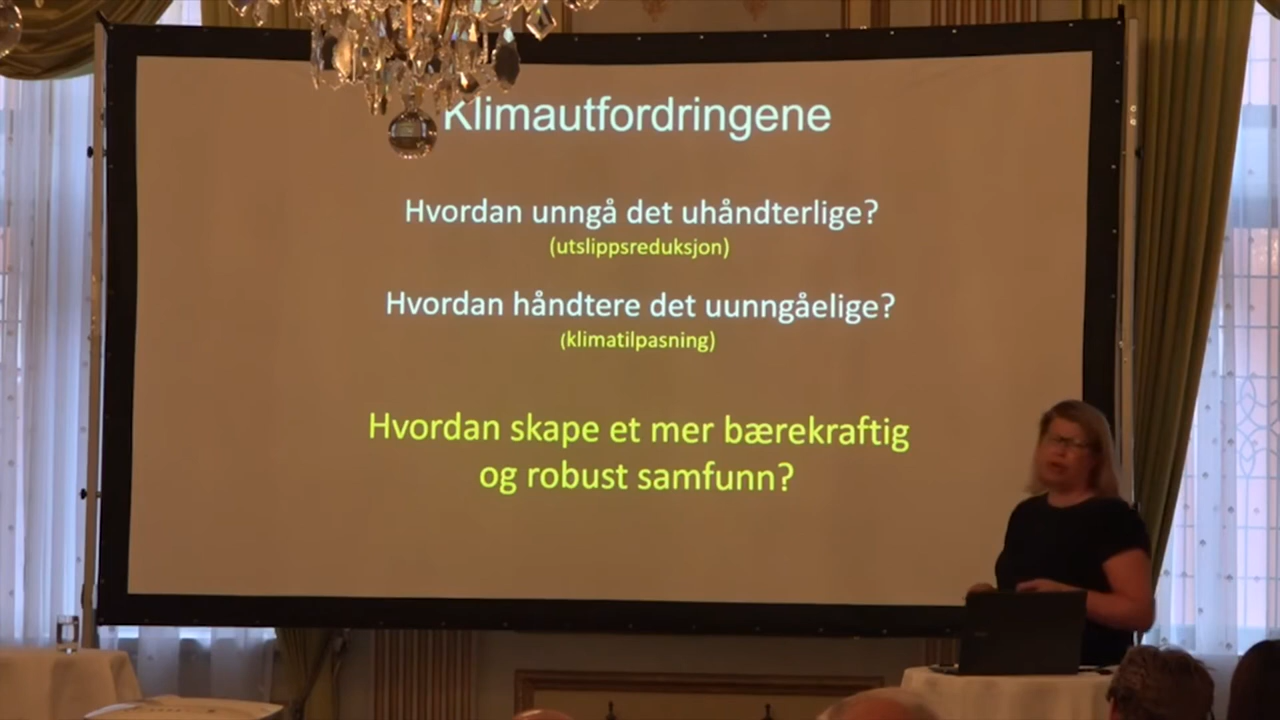 Klimautfordringene
Hvordan unngå det uhåndterlige?
(utslippsreduksjon)
Hvordan håndtere det uunngåelige?
(klimatilpasning)
Hvordan skape et mer bærekraftig
og robust samfunn?